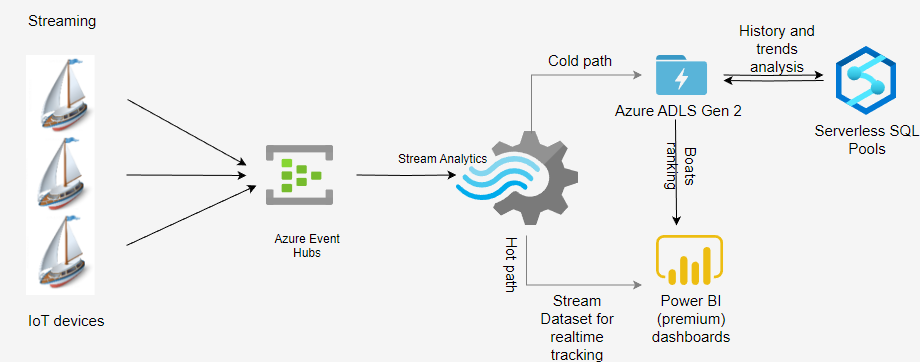 Streaming
IoT devices
Azure Event
Hubs
Stream Analytics
Cold path
Hot path
Azure ADLS Gen 2
History and
trends
analysis
Serverless SQL
Pools
Boats
ranking
Stream
Dataset for
realtime
tracking
Power BI
(premium)
dashboards